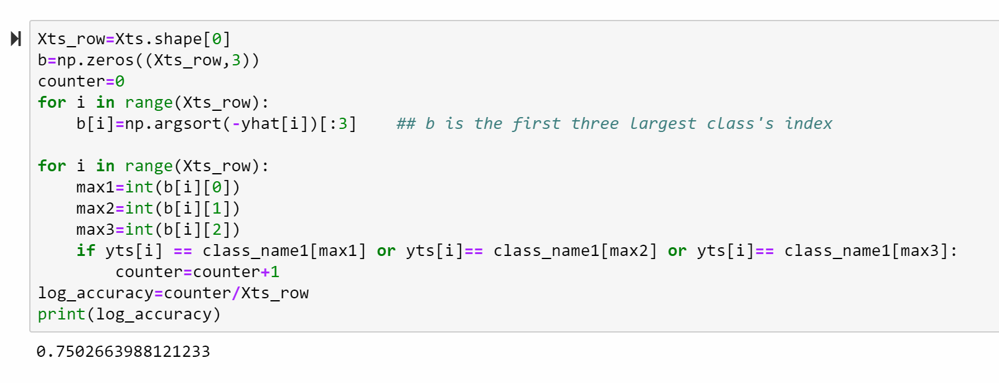 Xts_row=Xts.shape[0]
b=np.zeros((Xts_row,3))
counter=0
for i in range(Xts_row):
    b[i]=np.argsort(-yhat[i])[:3]    ## b is the first three largest class's index

for i in range(Xts_row):
    max1=int(b[i][0])
    max2=int(b[i][1])
    max3=int(b[i][2])
    if yts[i] == class_name1[max1] or yts[i]== class_name1[max2] or yts[i]== class_name1[max3]:
        counter=counter+1
log_accuracy=counter/Xts_row
print(log_accuracy)
0.7502663988121233